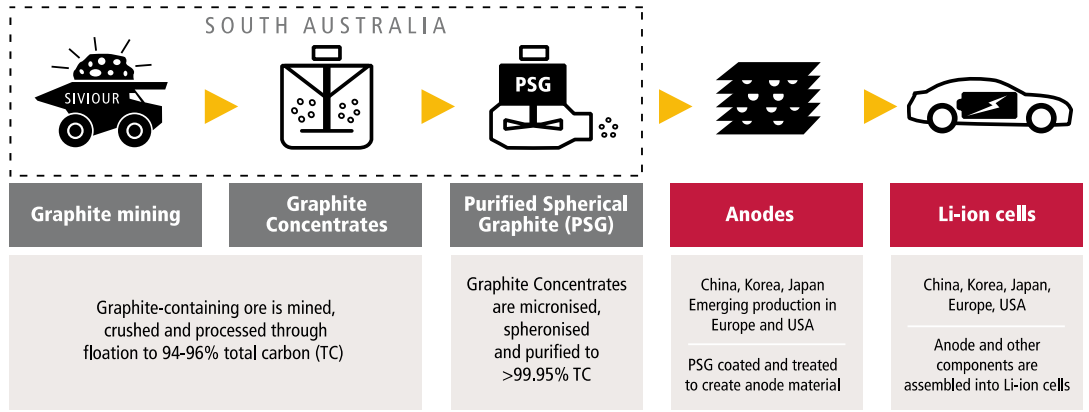 SOUTH AUSTRALIA
SIVIOUR
PSG
Graphite mining
Graphite
Concentrates
Purified Spherical
Graphite (PSG)
Anodes
Li-ion cells
Graphite-containing ore is mined,
crushed and processed through
floation to 94-96% total carbon (TC)
Graphite Concentrates
are micronised,
spheronised
and purified to
>99.95% TC
China, Korea, Japan
Emerging production in
Europe and USA
PSG coated and treated
to create anode material
China, Korea, Japan,
Europe, USA
Anode and other
components are
assembled into Li-ion cells